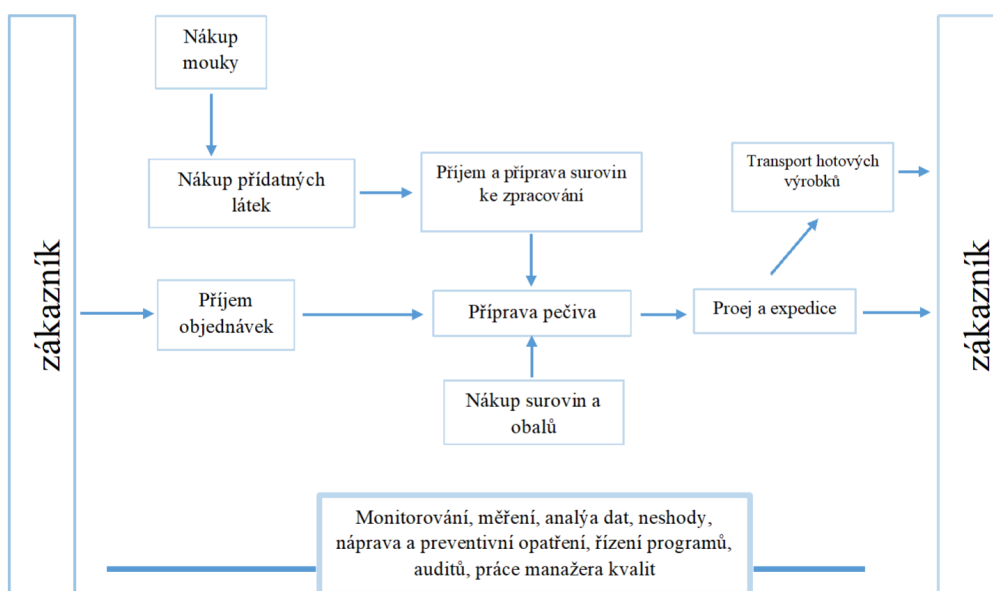 zákazník
Nákup
mouky
Nákup přídatných
látek
Příjem a příprava surovin
ke zpracování
Transport hotových
výrobků
Příjem
objednávek
Příprava pečiva
Proej a expedice
Nákup surovin a
obalů
Monitorování, měření, analýa dat, neshody,
náprava a preventivní opatření, řízení programů,
auditů, práce manažera kvalit
zákazník